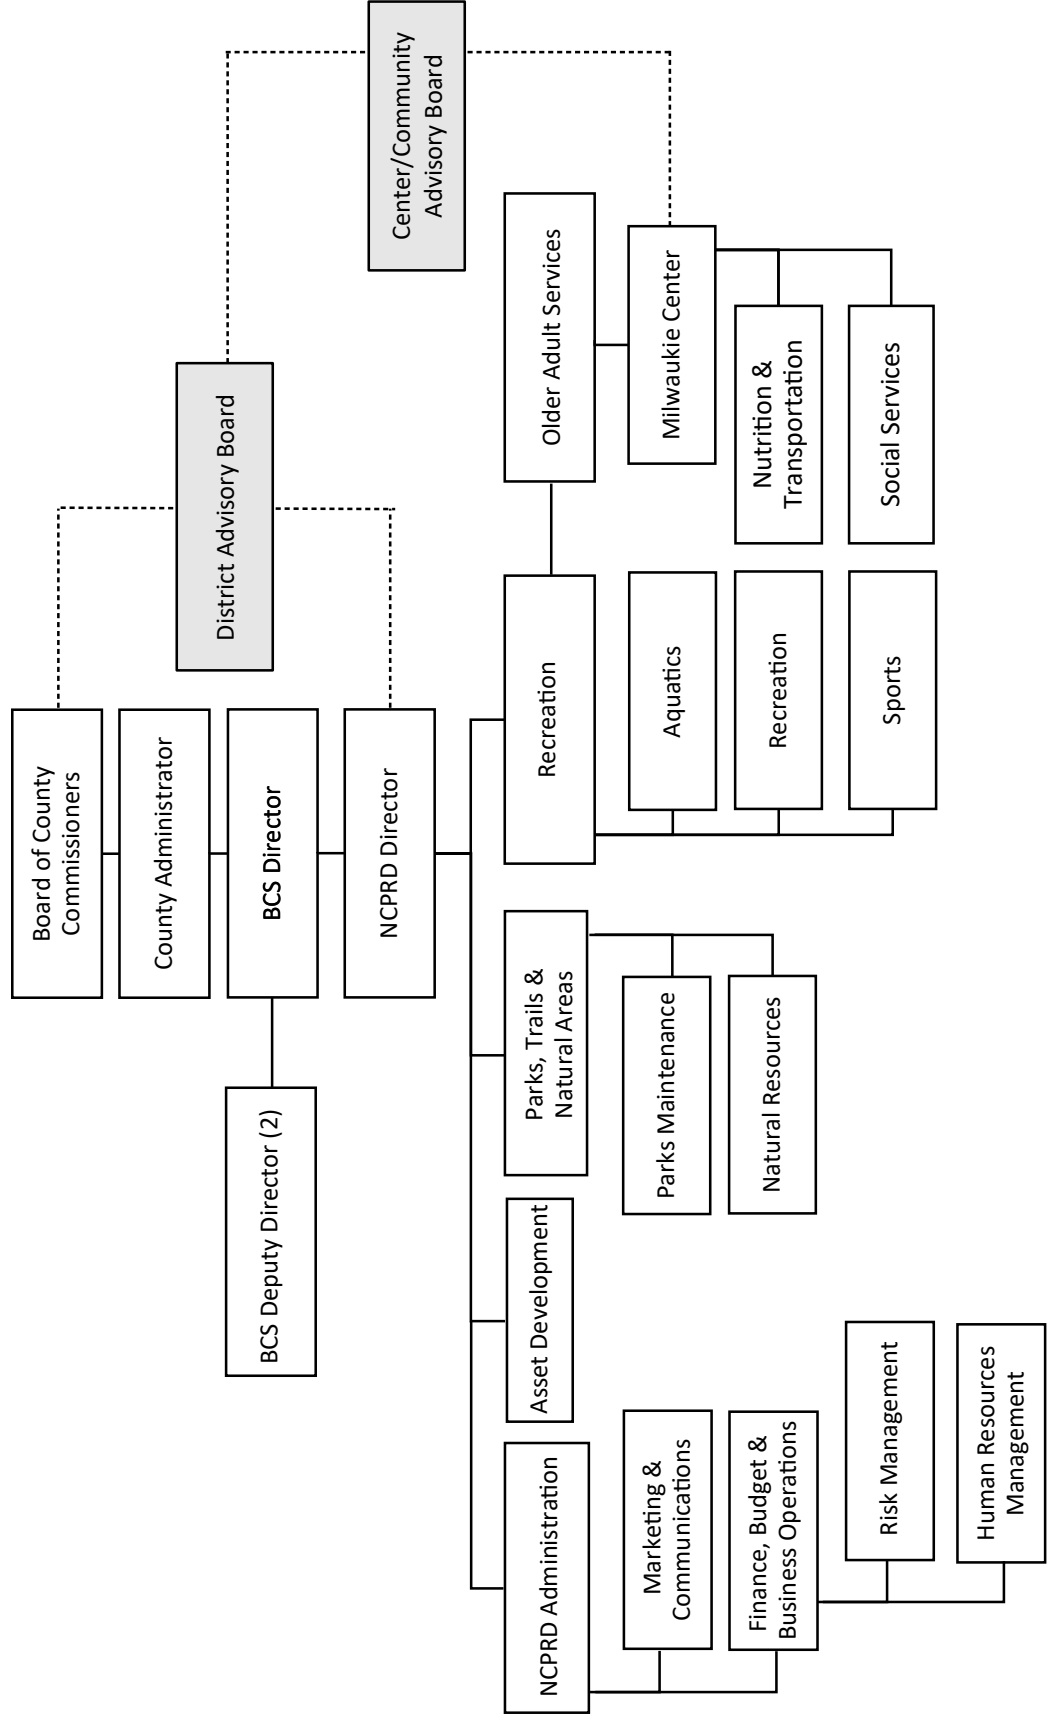 Board of County
Commissioners
County Administrator
BCS Director
BCS Deputy Director (2)
NCPRD Director
District Advisory Board
Center/Community
Advisory Board
NCPRD Administration
Marketing &
Communications
Finance, Budget &
Business Operations
Risk Management
Human Resources
Management
Asset Development
Parks, Trails &
Natural Areas
Parks Maintenance
Natural Resources
Recreation
Aquatics
Recreation
Sports
Older Adult Services
Milwaukie Center
Nutrition &
Transportation
Social Services